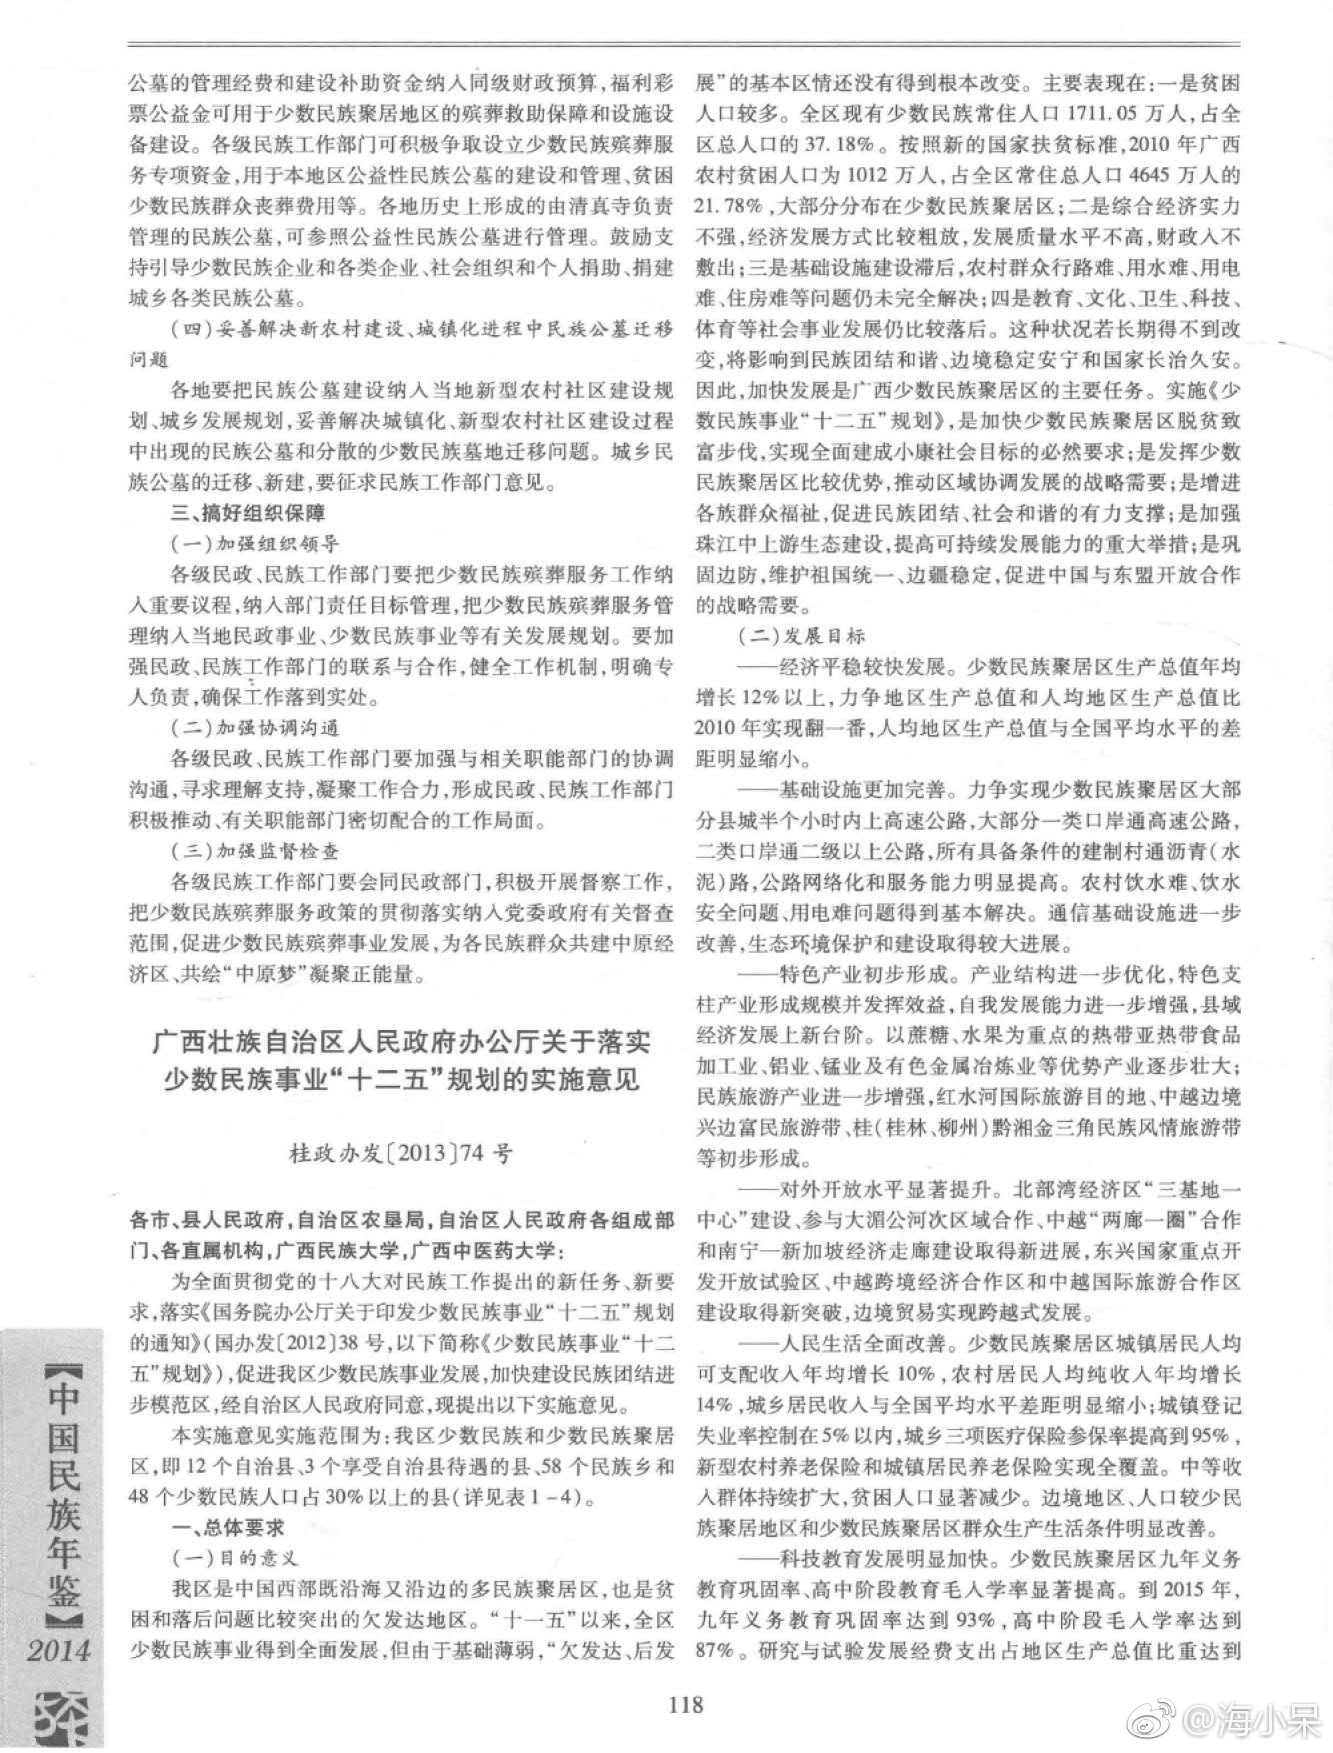 公墓的管理经费和建设补助资金纳入同级财政预算，福利彩
票公益金可用于少数民族聚居地区的殡葬救助保障和设施设
备建设。各级民族工作部门可积极争取设立少数民族殡葬服
务专项资金，用于本地区公益性民族公墓的建设和管理、贫困
少数民族群众丧葬费用等。各地历史上形成的由清真寺负责
管理的民族公墓，可参照公益性民族公墓进行管理。鼓励支
持引导少数民族企业和各类企业、社会组织和个人捐助、捐建
城乡各类民族公墓。
（四）妥善解决新农村建设、城镇化进程中民族公墓迁移
问题
各地要把民族公墓建设纳入当地新型农村社区建设规
划、城乡发展规划，妥善解决城镇化、新型农村社区建设过程
中出现的民族公墓和分散的少数民族墓地迁移问题。城乡民
族公墓的迁移、新建，要征求民族工作部门意见。
三、搞好组织保障
（一）加强组织领导
各级民政、民族工作部门要把少数民族殡葬服务工作纳
入重要议程，纳入部门责任目标管理，把少数民族殡葬服务管
理纳入当地民政事业、少数民族事业等有关发展规划。要加
强民政、民族工作部门的联系与合作，健全工作机制，明确专
人负责，确保工作落到实处。
（二）加强协调沟通
各级民政、民族工作部门要加强与相关职能部门的协调
沟通，寻求理解支持，凝聚工作合力，形成民政、民族工作部门
积极推动、有关职能部门密切配合的工作局面。
（三）加强监督检查
各级民族工作部门要会同民政部门，积极开展督察工作，
把少数民族殡葬服务政策的贯彻落实纳入党委政府有关督查
范围，促进少数民族殡葬事业发展，为各民族群众共建中原经
济区、共绘“中原梦”凝聚正能量。
广西壮族自治区人民政府办公厅关于落实
少数民族事业“十二五”规划的实施意见
桂政办发〔2013〕74 号
各市、县人民政府，自治区农垦局，自治区人民政府各组成部
门、各直属机构，广西民族大学，广西中医药大学：
为全面贯彻党的十八大对民族工作提出的新任务、新要
求，落实《国务院办公厅关于印发少数民族事业“十二五”规划
的通知》（国办发〔2012〕38 号，以下简称《少数民族事业“十二
五”规划》），促进我区少数民族事业发展，加快建设民族团结进
步模范区，经自治区人民政府同意，现提出以下实施意见。
本实施意见实施范围为：我区少数民族和少数民族聚居
区，即 12 个自治县、3 个享受自治县待遇的县、58 个民族乡和
48 个少数民族人口占 30% 以上的县（详见表 1－4）。
一、总体要求
（一）目的意义
我区是中国西部既沿海又沿边的多民族聚居区，也是贫
困和落后问题比较突出的欠发达地区。“十一五”以来，全区
少数民族事业得到全面发展，但由于基础薄弱，“欠发达、后发
展”的基本区情还没有得到根本改变。主要表现在：一是贫困
人口较多。全区现有少数民族常住人口 1711.05 万人，占全
区总人口的 37.18%。按照新的国家扶贫标准，2010 年广西
农村贫困人口为 1012 万人，占全区常住总人口 4645 万人的
21.78%，大部分分布在少数民族聚居区；二是综合经济实力
不强，经济发展方式比较粗放，发展质量水平不高，财政入不
敷出；三是基础设施建设滞后，农村群众行路难、用水难、用电
难、住房难等问题仍未完全解决；四是教育、文化、卫生、科技、
体育等社会事业发展仍比较落后。这种状况若长期得不到改
变，将影响到民族团结和谐、边境稳定安宁和国家长治久安。
因此，加快发展是广西少数民族聚居区的主要任务。实施《少
数民族事业“十二五”规划》，是加快少数民族聚居区脱贫致
富步伐，实现全面建成小康社会目标的必然要求；是发挥少数
民族聚居区比较优势，推动区域协调发展的战略需要；是增进
各族群众福祉，促进民族团结、社会和谐的有力支撑；是加强
珠江中上游生态建设，提高可持续发展能力的重大举措；是巩
固边防，维护祖国统一、边疆稳定，促进中国与东盟开放合作
的战略需要。
（二）发展目标
——经济平稳较快发展。少数民族聚居区生产总值年均
增长 12% 以上，力争地区生产总值和人均地区生产总值比
2010 年实现翻一番，人均地区生产总值与全国平均水平的差
距明显缩小。
——基础设施更加完善。力争实现少数民族聚居区大部
分县城半个小时内上高速公路，大部分一类口岸通高速公路，
二类口岸通二级以上公路，所有具备条件的建制村通沥青（水
泥）路，公路网络化和服务能力明显提高。农村饮水难、饮水
安全问题、用电难问题得到基本解决。通信基础设施进一步
改善，生态环境保护和建设取得较大进展。
——特色产业初步形成。产业结构进一步优化，特色支
柱产业形成规模并发挥效益，自我发展能力进一步增强，县域
经济发展上新台阶。以蔗糖、水果为重点的热带亚热带食品
加工业、铝业、锰业及有色金属冶炼业等优势产业逐步壮大；
民族旅游产业进一步增强，红水河国际旅游目的地、中越边境
兴边富民旅游带、桂（桂林、柳州）黔湘金三角民族风情旅游带
等初步形成。
——对外开放水平显著提升。北部湾经济区“三基地一
中心”建设、参与大湄公河次区域合作、中越“两廊一圈”合作
和南宁—新加坡经济走廊建设取得新进展，东兴国家重点开
发开放试验区、中越跨境经济合作区和中越国际旅游合作区
建设取得新突破，边境贸易实现跨越式发展。
——人民生活全面改善。少数民族聚居区城镇居民人均
可支配收入年均增长 10%，农村居民人均纯收入年均增长
14%，城乡居民收入与全国平均水平差距明显缩小；城镇登记
失业率控制在 5% 以内，城乡三项医疗保险参保率提高到 95%，
新型农村养老保险和城镇居民养老保险实现全覆盖。中等收
入群体持续扩大，贫困人口显著减少。边境地区、人口较少民
族聚居地区和少数民族聚居区群众生产生活条件明显改善。
——科技教育发展明显加快。少数民族聚居区九年义务
教育巩固率、高中阶段教育毛入学率显著提高。到 2015 年，
九年义务教育巩固率达到 93%，高中阶段毛入学率达到
87%。研究与试验发展经费支出占地区生产总值比重达到
【中国民族年鉴】
2014
118
@海小呆